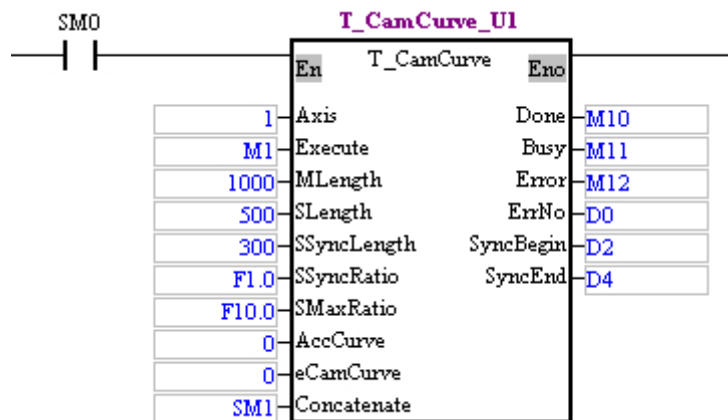 SM0
T_CamCurve_U1
En T_CamCurve Eno
1 Axis Done M10
M1 Execute Busy M11
1000 MLength Error M12
500 SLength ErrNo D0
300 SSyncLength SyncBegin D2
F1.0 SSyncRatio SyncEnd D4
F10.0 SMaxRatio
0 AccCurve
0 eCamCurve
SM1 Concatenate